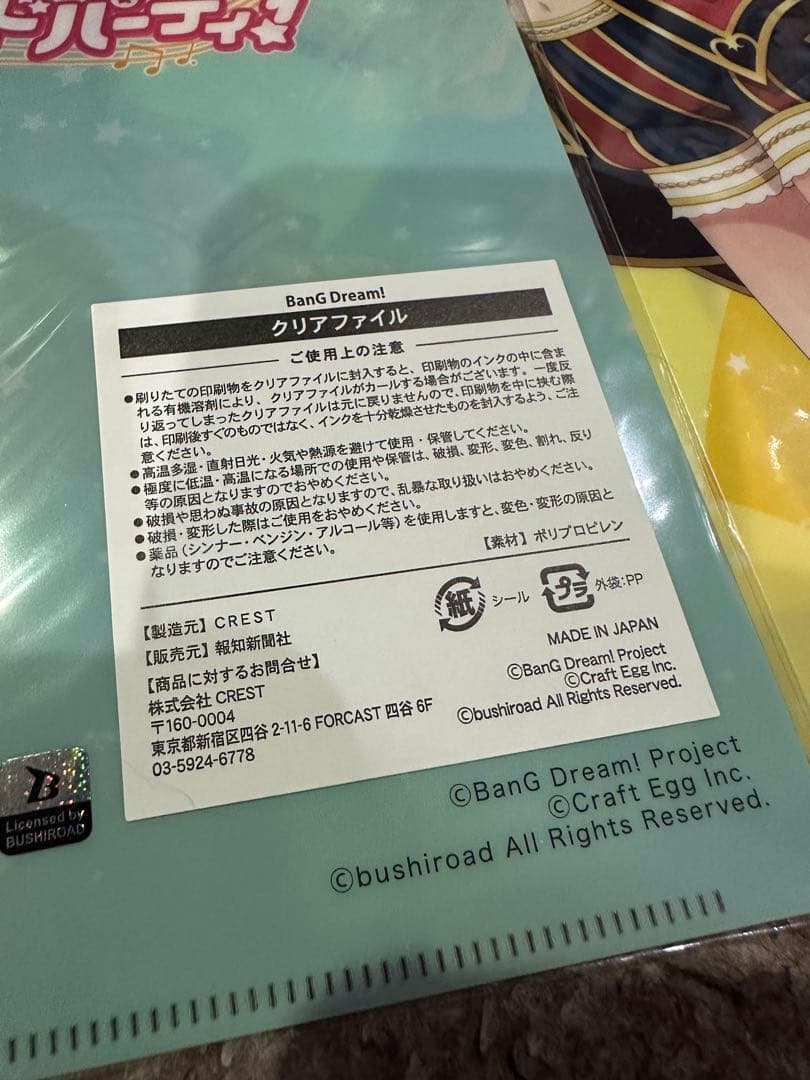 ドパーティ!
BanG Dream!
クリアファイル
ご使用上の注意
●刷りたての印刷物をクリアファイルに封入すると、印刷物のインクの中に含ま
れる有機溶剤により、クリアファイルがカールする場合がございます。一度反
り返ってしまったクリアファイルは元に戻りませんので、印刷物を中に挟む際
は、印刷後すぐのものではなく、インクを十分乾燥させたものを封入するよう、ご注
意ください。
●高温多湿・直射日光・火気や熱源を避けて使用・保管してください。
●極度に低温・高温になる場所での使用や保管は、破損、変形、変色、割れ、反り
等の原因となりますのでおやめください。
●破損や思わぬ事故の原因となりますので、乱暴な取り扱いはおやめください。
●破損・変形した際はご使用をおやめください。
●薬品（シンナー・ベンジン・アルコール等）を使用しますと、変色・変形の原因と
なりますのでご注意ください。
【素材】ポリプロピレン
紙 シール プラ 外袋:PP
【製造元】CREST
【販売元】報知新聞社
【商品に対するお問合せ】
株式会社 CREST
〒160-0004
東京都新宿区四谷 2-11-6 FORCAST 四谷 6F
03-5924-6778
MADE IN JAPAN
©BanG Dream! Project
©Craft Egg Inc.
©bushiroad All Rights Reserved.
B
Licensed by
BUSHIROAD
©BanG Dream! Project
©Craft Egg Inc.
©bushiroad All Rights Reserved.